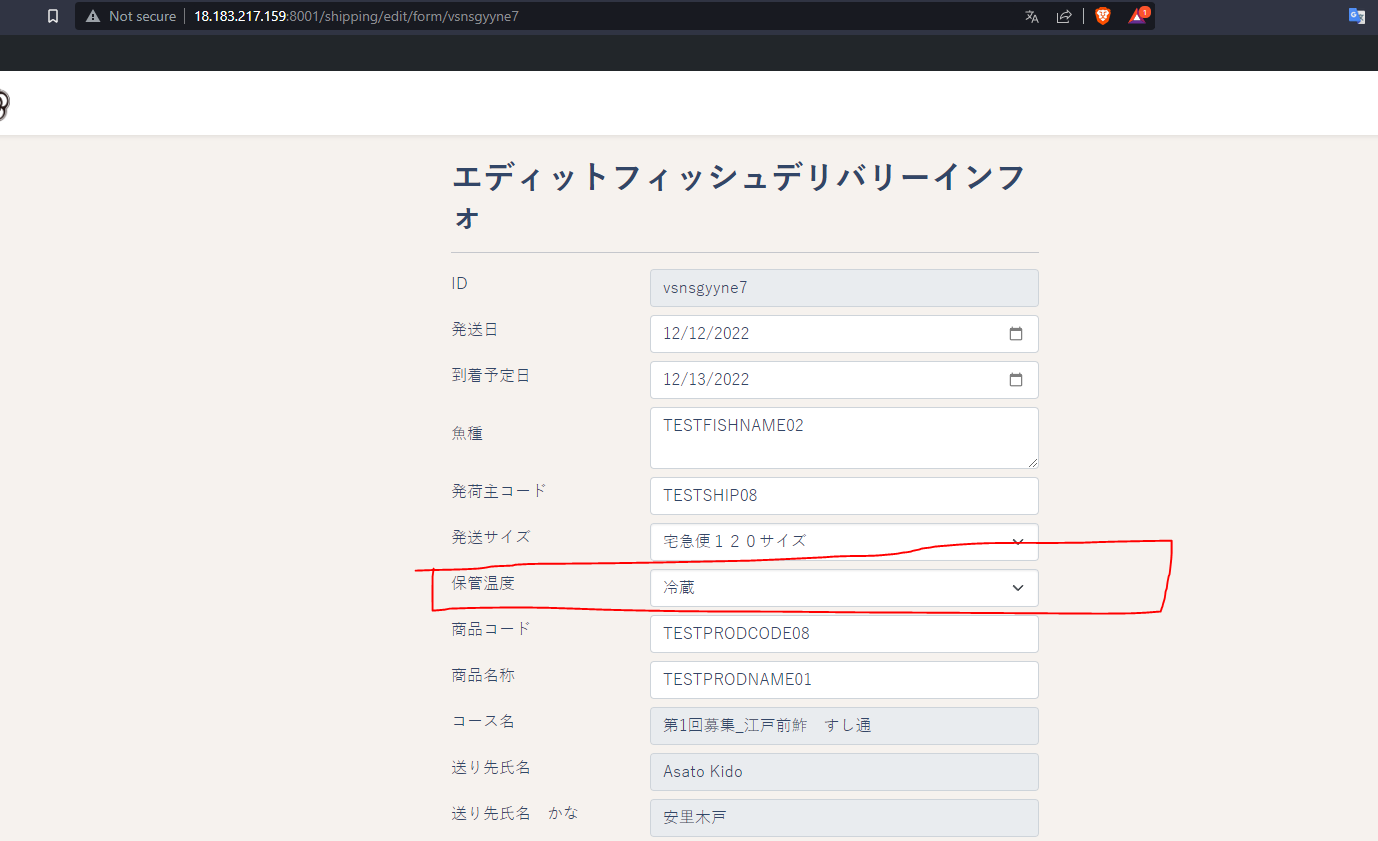 Not secure
18.183.217.159:8001/shipping/edit/form/vsnsgyyne7
1
エディットフィッシュデリバリーインフ
ォ
ID
vsnsgyyne7
発送日
12/12/2022
到着予定日
12/13/2022
魚種
TESTFISHNAME02
発荷主コード
TESTSHIP08
発送サイズ
宅急便１２０サイズ
保管温度
冷蔵
商品コード
TESTPRODCODE08
商品名称
TESTPRODNAME01
コース名
第1回募集_江戸前鮓　すし通
送り先氏名
Asato Kido
送り先氏名　かな
安里木戸